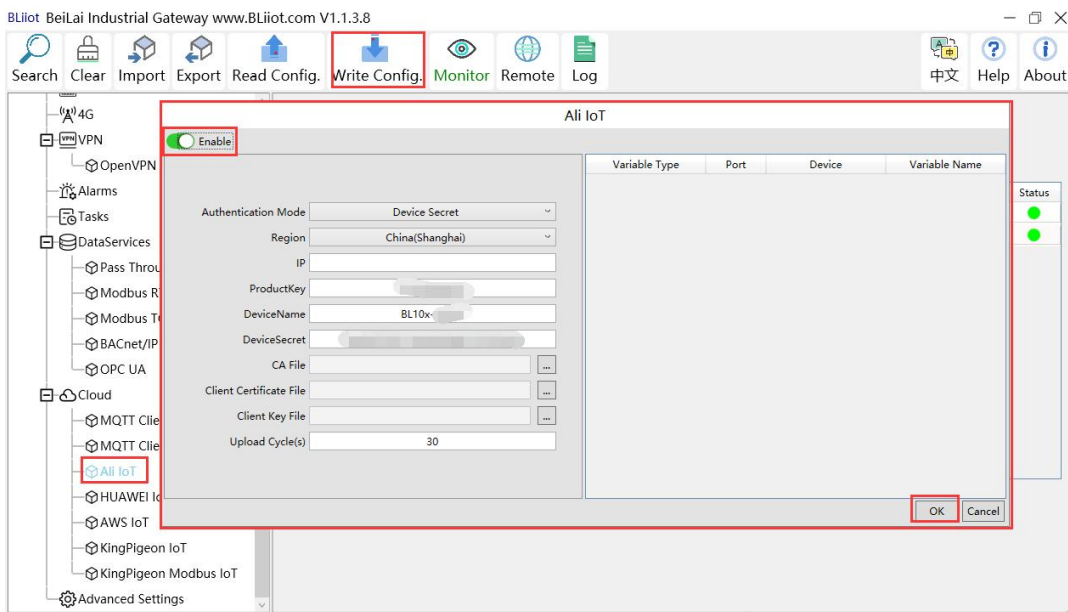 BLIiot BeiLai Industrial Gateway www.BLiiot.com V1.1.3.8
Search Clear Import Export Read Config. Write Config. Monitor Remote Log 中文 Help About
4G
VPN
OpenVPN
Alarms
Tasks
DataServices
Pass Throu
Modbus R
Modbus T
BACnet/IP
OPC UA
Cloud
MQTT Clie
MQTT Clie
Ali IoT
HUAWEI Io
AWS IoT
KingPigeon IoT
KingPigeon Modbus IoT
Advanced Settings
Ali IoT
Enable
Authentication Mode Device Secret
Region China(Shanghai)
IP
ProductKey
DeviceName BL10x-
DeviceSecret
CA File ...
Client Certificate File ...
Client Key File ...
Upload Cycle(s) 30
Variable Type Port Device Variable Name
OK Cancel
Status